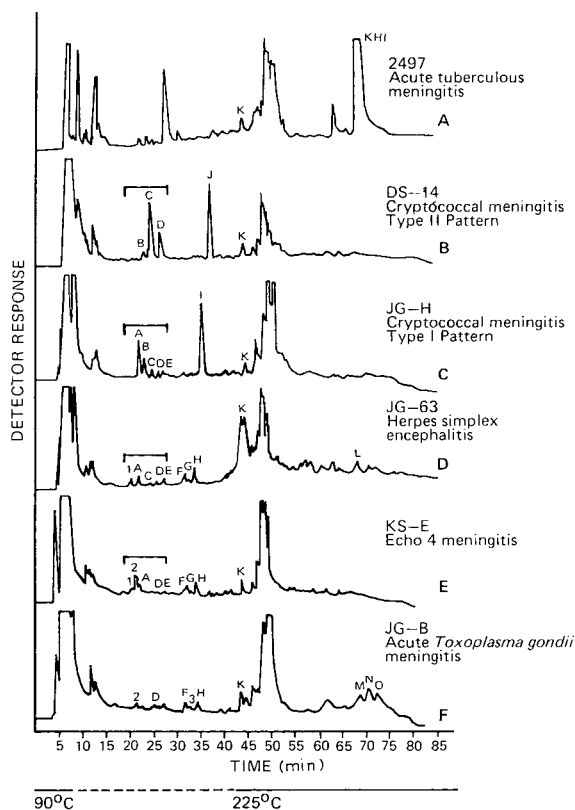 KHI
2497
Acute tuberculous
meningitis
K
A
DS--14
Cryptococcal meningitis
Type II Pattern
J
C
B
D
K
B
JG-H
Cryptococcal meningitis
Type I Pattern
I
A
B
C
DE
K
C
JG-63
Herpes simplex
encephalitis
K
1
A
C
DE
F
G
H
L
D
KS-E
Echo 4 meningitis
2
1
A
DE
F
G
H
K
E
JG-B
Acute Toxoplasma gondii
meningitis
2
D
F
3
H
K
M
N
O
F
DETECTOR RESPONSE
5 10 15 20 25 30 35 40 45 50 55 60 65 70 75 80 85
TIME (min)
90°C 225°C